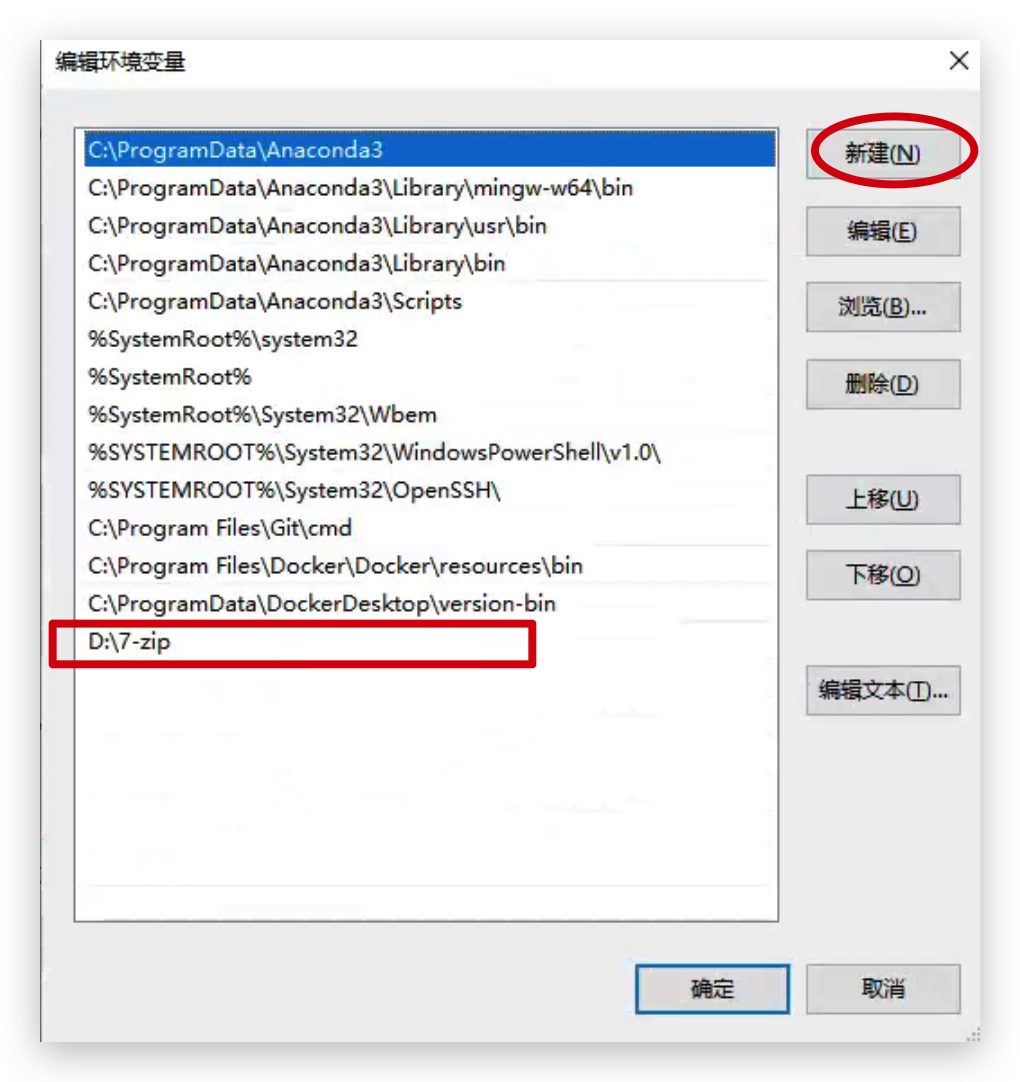 编辑环境变量
C:\ProgramData\Anaconda3
C:\ProgramData\Anaconda3\Library\mingw-w64\bin
C:\ProgramData\Anaconda3\Library\usr\bin
C:\ProgramData\Anaconda3\Library\bin
C:\ProgramData\Anaconda3\Scripts
%SystemRoot%\system32
%SystemRoot%
%SystemRoot%\System32\Wbem
%SYSTEMROOT%\System32\WindowsPowerShell\v1.0\
%SYSTEMROOT%\System32\OpenSSH\
C:\Program Files\Git\cmd
C:\Program Files\Docker\Docker\resources\bin
C:\ProgramData\DockerDesktop\version-bin
D:\7-zip
新建(N)
编辑(E)
浏览(B)...
删除(D)
上移(U)
下移(O)
编辑文本(T)...
确定
取消